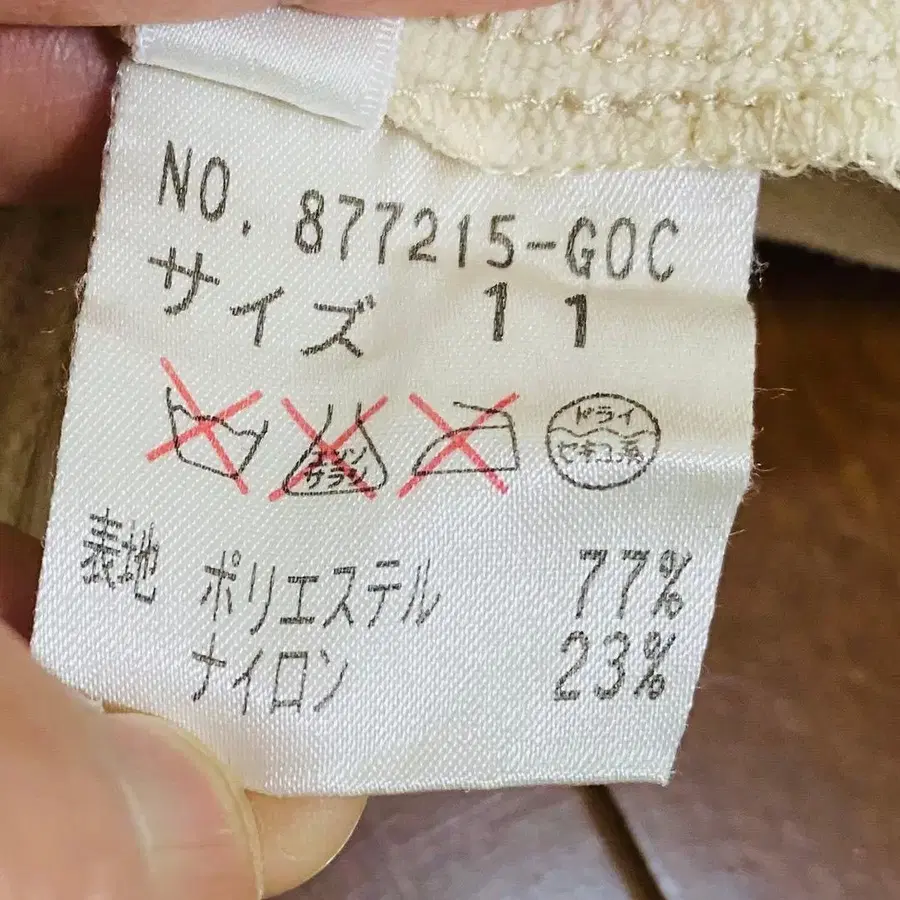 NO. 877215-GOC
サイズ 11
エンソ
サラシ
ドライ
セキユ系
表地 ポリエステル 77%
ナイロン 23%